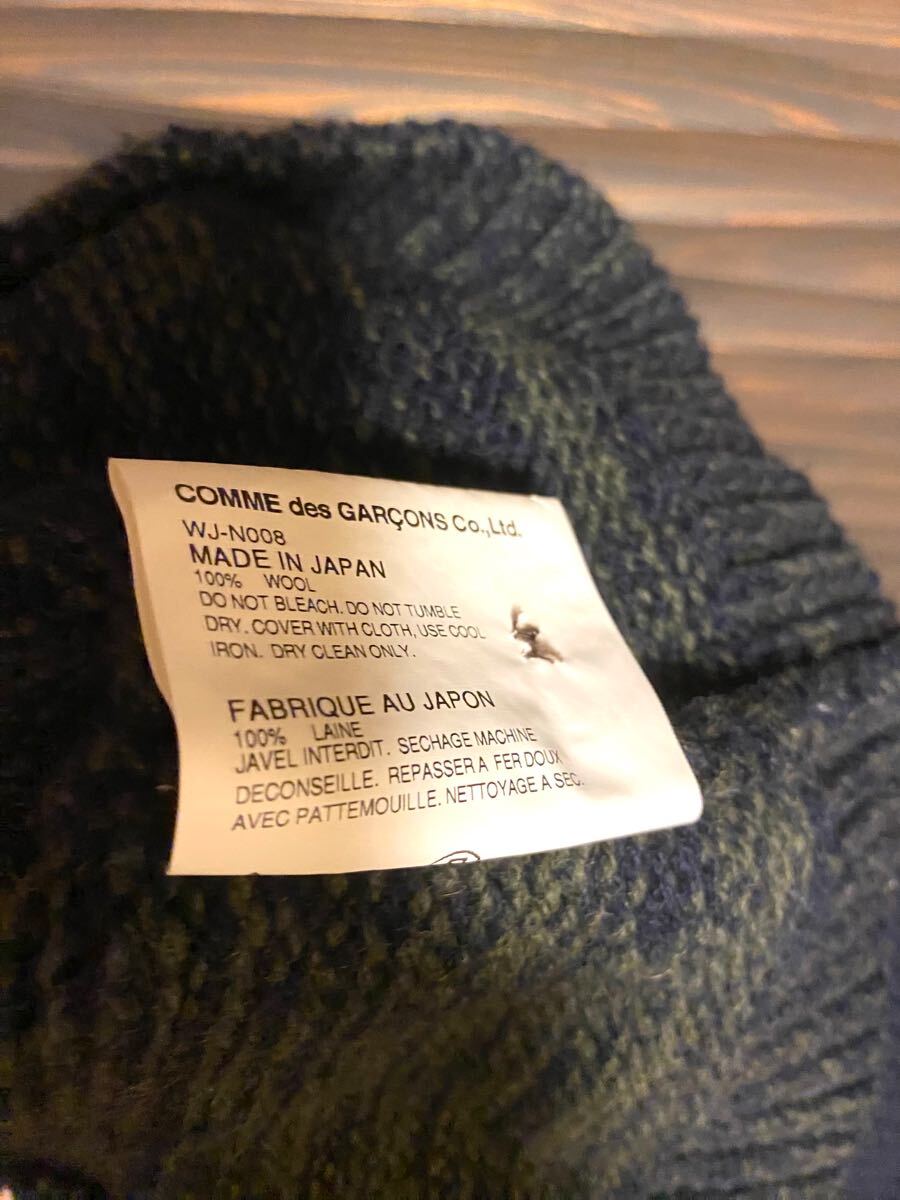 COMME des GARÇONS Co.,Ltd.
WJ-N008
MADE IN JAPAN
100% WOOL
DO NOT BLEACH. DO NOT TUMBLE
DRY. COVER WITH CLOTH, USE COOL
IRON. DRY CLEAN ONLY.
FABRIQUE AU JAPON
100% LAINE
JAVEL INTERDIT. SECHAGE MACHINE
DECONSEILLE. REPASSER A FER DOUX
AVEC PATTEMOUILLE. NETTOYAGE A SEC.